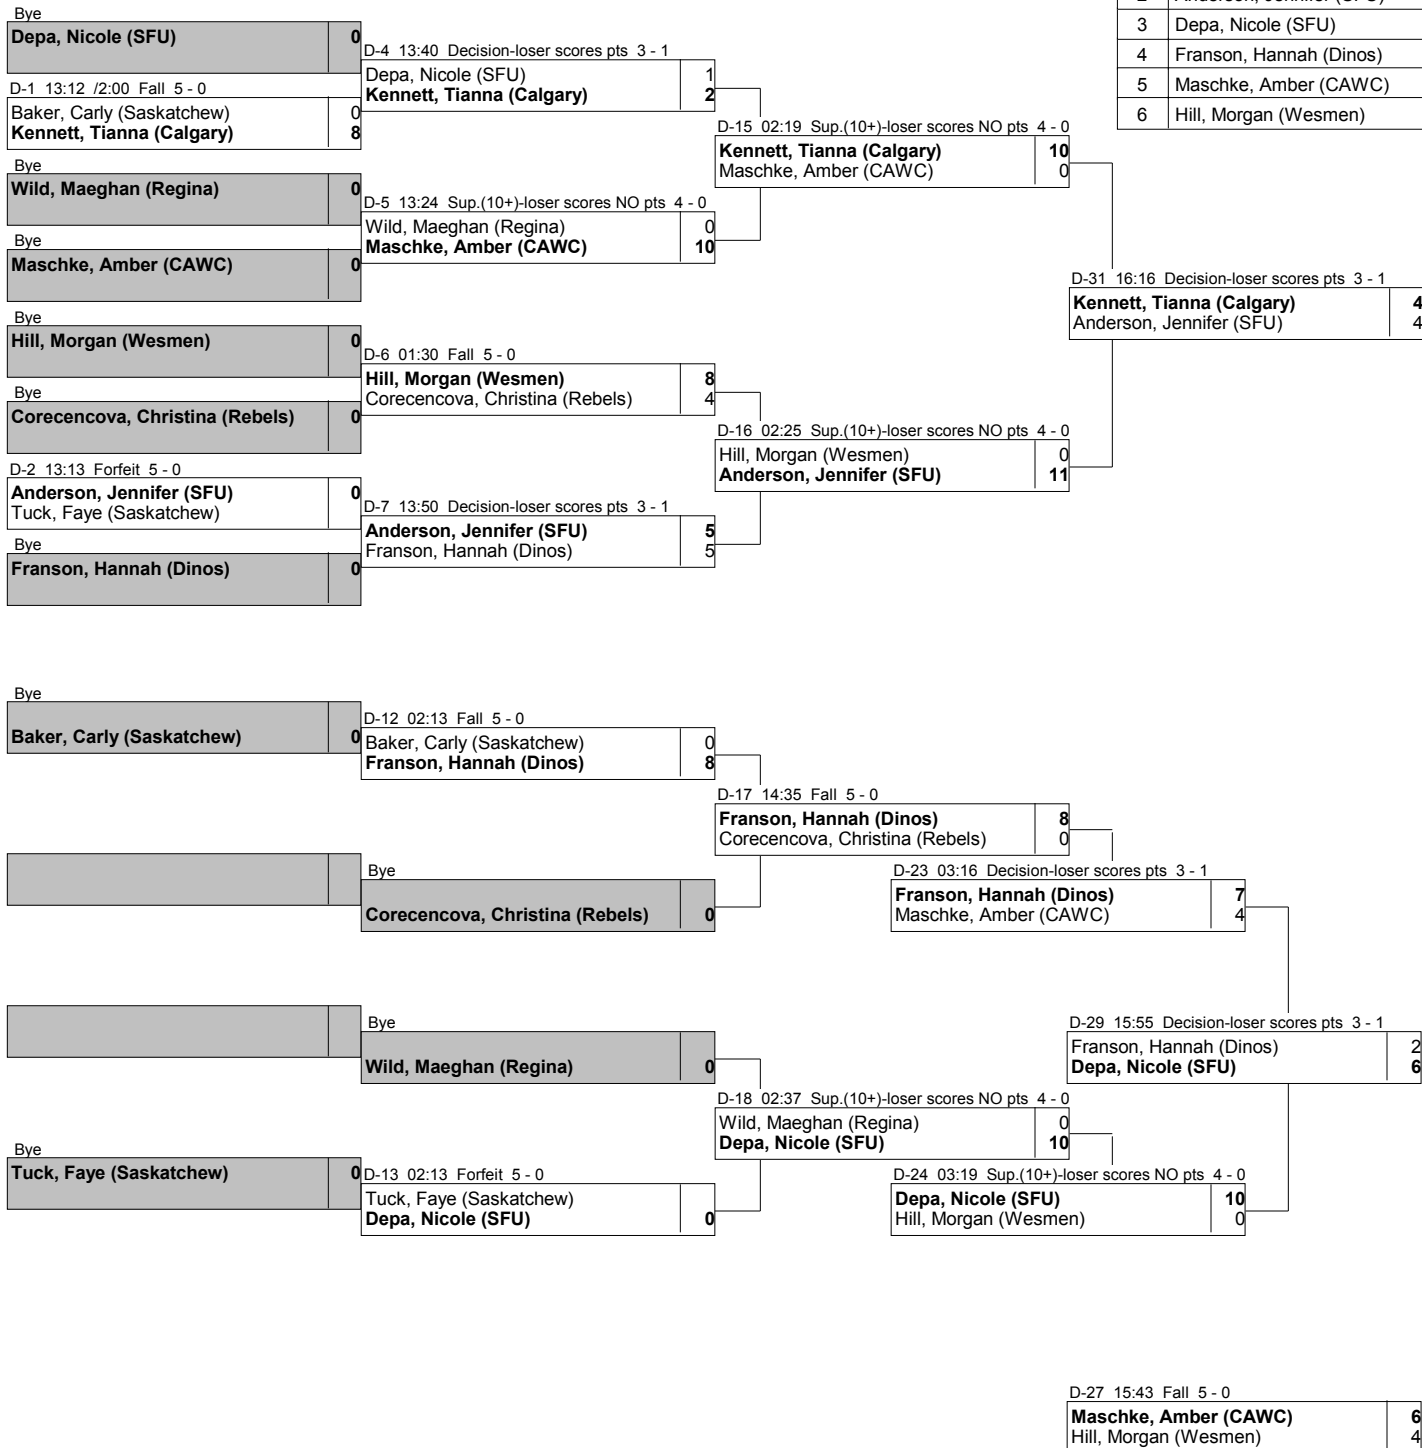 2 Anderson, Jennifer (SFU)
3 Depa, Nicole (SFU)
4 Franson, Hannah (Dinos)
5 Maschke, Amber (CAWC)
6 Hill, Morgan (Wesmen)
Bye
Depa, Nicole (SFU) 0
D-1 13:12 /2:00 Fall 5 - 0
Baker, Carly (Saskatchew) 0
Kennett, Tianna (Calgary) 8
Bye
Wild, Maeghan (Regina) 0
Bye
Maschke, Amber (CAWC) 0
Bye
Hill, Morgan (Wesmen) 0
Bye
Corecencova, Christina (Rebels) 0
D-2 13:13 Forfeit 5 - 0
Anderson, Jennifer (SFU) 0
Tuck, Faye (Saskatchew)
Bye
Franson, Hannah (Dinos) 0
D-4 13:40 Decision-loser scores pts 3 - 1
Depa, Nicole (SFU) 1
Kennett, Tianna (Calgary) 2
D-5 13:24 Sup.(10+)-loser scores NO pts 4 - 0
Wild, Maeghan (Regina) 0
Maschke, Amber (CAWC) 10
D-6 01:30 Fall 5 - 0
Hill, Morgan (Wesmen) 8
Corecencova, Christina (Rebels) 4
D-7 13:50 Decision-loser scores pts 3 - 1
Anderson, Jennifer (SFU) 5
Franson, Hannah (Dinos) 5
D-15 02:19 Sup.(10+)-loser scores NO pts 4 - 0
Kennett, Tianna (Calgary) 10
Maschke, Amber (CAWC) 0
D-16 02:25 Sup.(10+)-loser scores NO pts 4 - 0
Hill, Morgan (Wesmen) 0
Anderson, Jennifer (SFU) 11
D-31 16:16 Decision-loser scores pts 3 - 1
Kennett, Tianna (Calgary) 4
Anderson, Jennifer (SFU) 4
Bye
Baker, Carly (Saskatchew) 0
Bye
Tuck, Faye (Saskatchew) 0
D-12 02:13 Fall 5 - 0
Baker, Carly (Saskatchew) 0
Franson, Hannah (Dinos) 8
Bye
Corecencova, Christina (Rebels) 0
Bye
Wild, Maeghan (Regina) 0
D-13 02:13 Forfeit 5 - 0
Tuck, Faye (Saskatchew)
Depa, Nicole (SFU) 0
D-17 14:35 Fall 5 - 0
Franson, Hannah (Dinos) 8
Corecencova, Christina (Rebels) 0
D-18 02:37 Sup.(10+)-loser scores NO pts 4 - 0
Wild, Maeghan (Regina) 0
Depa, Nicole (SFU) 10
D-23 03:16 Decision-loser scores pts 3 - 1
Franson, Hannah (Dinos) 7
Maschke, Amber (CAWC) 4
D-24 03:19 Sup.(10+)-loser scores NO pts 4 - 0
Depa, Nicole (SFU) 10
Hill, Morgan (Wesmen) 0
D-29 15:55 Decision-loser scores pts 3 - 1
Franson, Hannah (Dinos) 2
Depa, Nicole (SFU) 6
D-27 15:43 Fall 5 - 0
Maschke, Amber (CAWC) 6
Hill, Morgan (Wesmen) 4